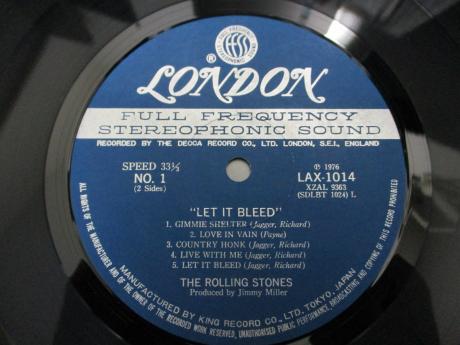 FULL FREQUENCY
STEREOPHONIC SOUND
ffss
®
LONDON
FULL FREQUENCY
STEREOPHONIC SOUND
RECORDED BY THE DECCA RECORD CO., LTD. LONDON, S.E.I., ENGLAND
SPEED 33⅓
NO. 1
(2 Sides)
℗ 1976
LAX-1014
XZAL 9363
(SDLBT 1024) L
"LET IT BLEED"
1. GIMMIE SHELTER (Jagger, Richard)
2. LOVE IN VAIN (Payne)
3. COUNTRY HONK (Jagger, Richard)
4. LIVE WITH ME (Jagger, Richard)
5. LET IT BLEED (Jagger, Richard)
THE ROLLING STONES
Produced by Jimmy Miller
MANUFACTURED BY KING RECORD CO., LTD. TOKYO, JAPAN
ALL RIGHTS OF THE MANUFACTURER AND OF THE OWNER OF THE RECORDED WORK RESERVED, UNAUTHORISED PUBLIC PERFORMANCE, BROADCASTING AND COPYING OF THIS RECORD PROHIBITED